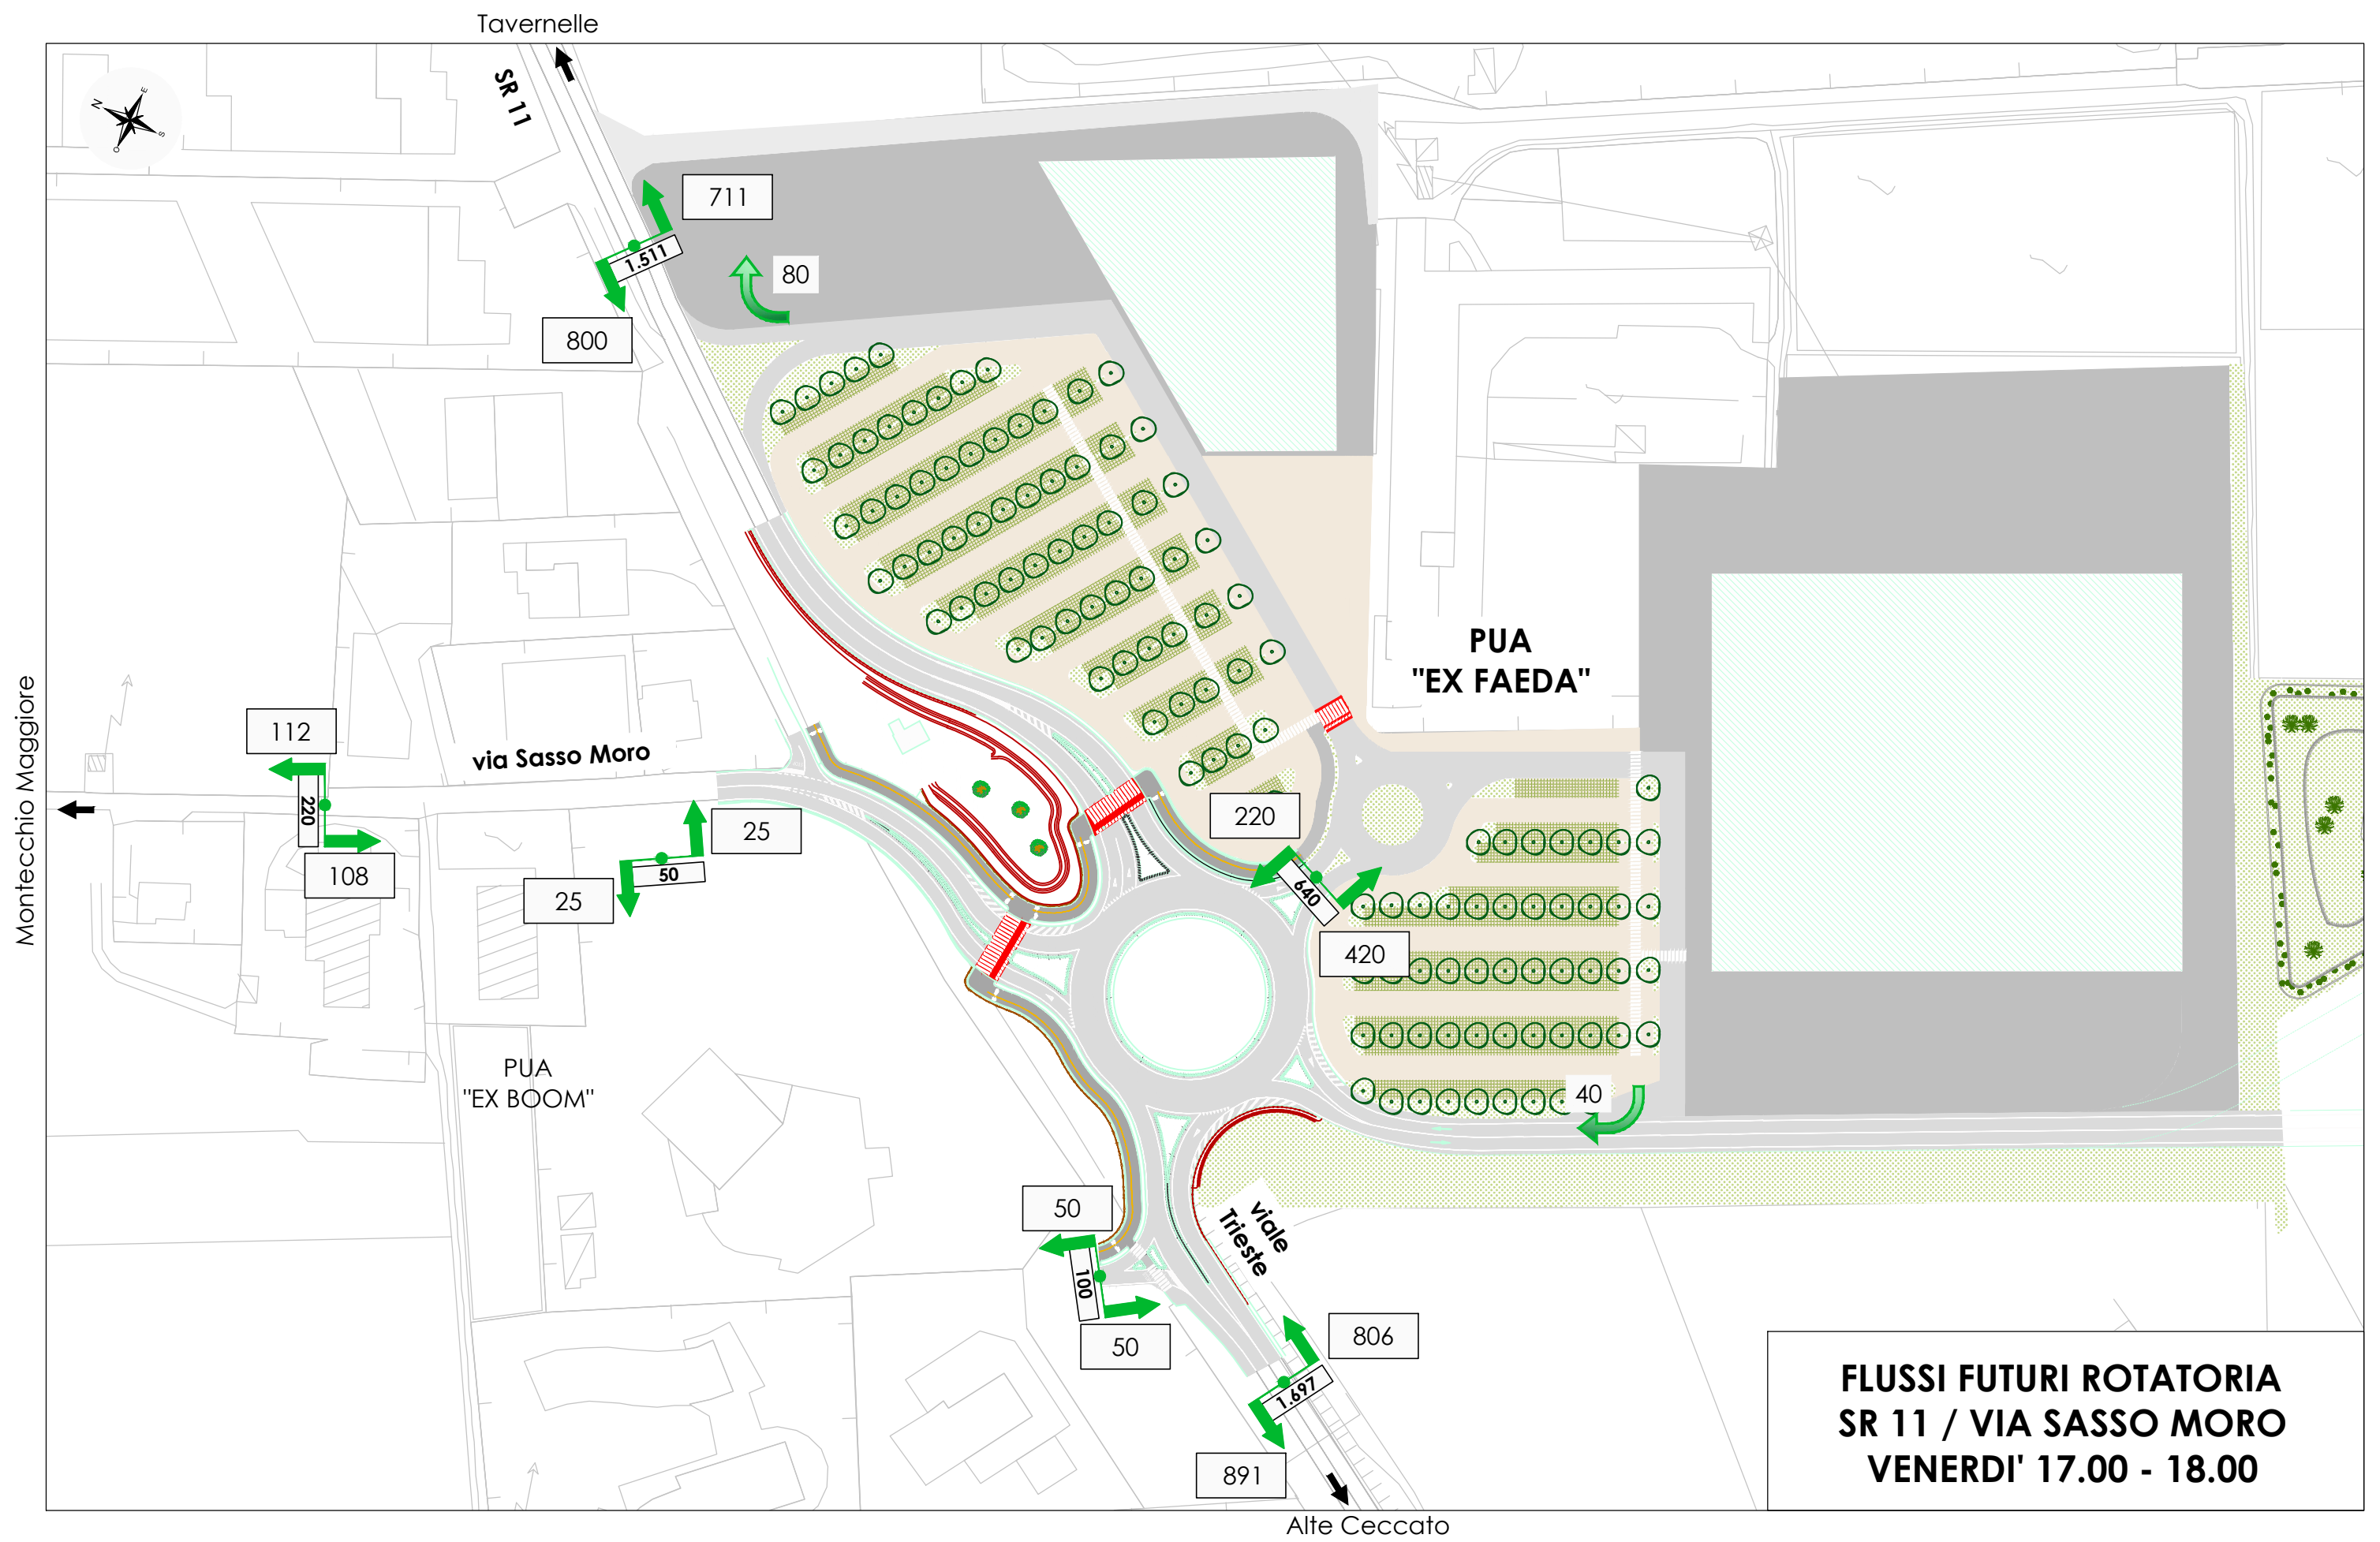 Tavernelle
SR 11
N
E
S
O
711
1.511
80
800
Montecchio Maggiore
PUA
"EX FAEDA"
112
via Sasso Moro
220
108
25
50
25
220
640
420
PUA
"EX BOOM"
40
50
100
50
viale
Trieste
806
1.697
891
FLUSSI FUTURI ROTATORIA
SR 11 / VIA SASSO MORO
VENERDI' 17.00 - 18.00
Alte Ceccato